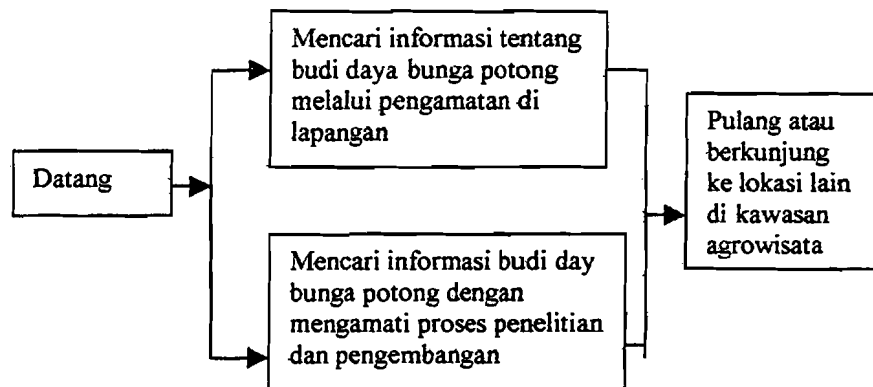 Datang
Mencari informasi tentang
budi daya bunga potong
melalui pengamatan di
lapangan
Mencari informasi budi day
bunga potong dengan
mengamati proses penelitian
dan pengembangan
Pulang atau
berkunjung
ke lokasi lain
di kawasan
agrowisata